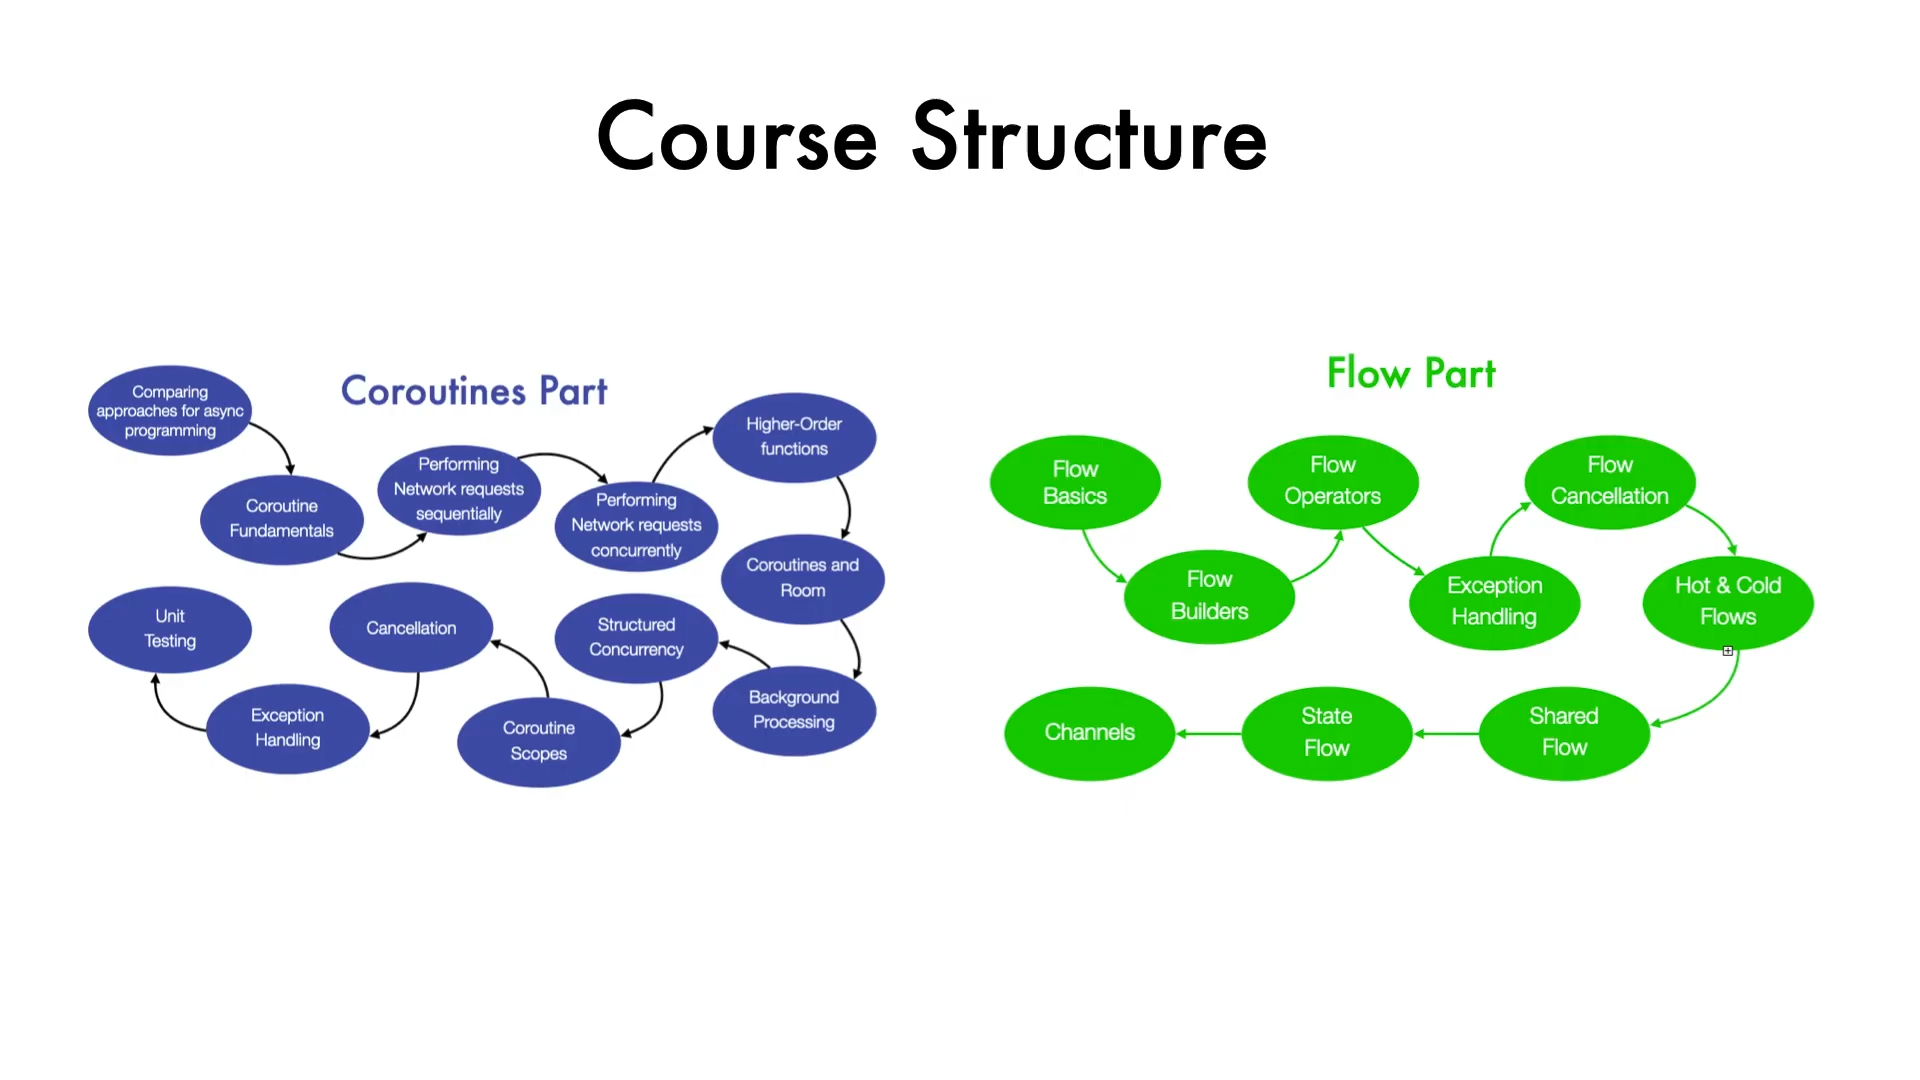 Course Structure
Coroutines Part
Comparing
approaches for async
programming
Coroutine
Fundamentals
Performing
Network requests
sequentially
Performing
Network requests
concurrently
Higher-Order
functions
Coroutines and
Room
Background
Processing
Structured
Concurrency
Coroutine
Scopes
Cancellation
Exception
Handling
Unit
Testing
Flow Part
Flow
Basics
Flow
Builders
Flow
Operators
Exception
Handling
Flow
Cancellation
Hot & Cold
Flows
Shared
Flow
State
Flow
Channels